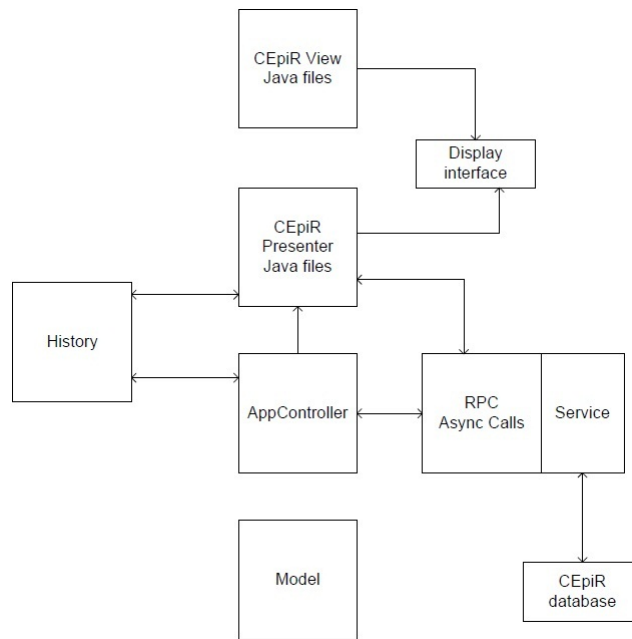 CEpiR View
Java files
Display
interface
CEpiR
Presenter
Java files
History
AppController
RPC
Async Calls
Service
Model
CEpiR
database